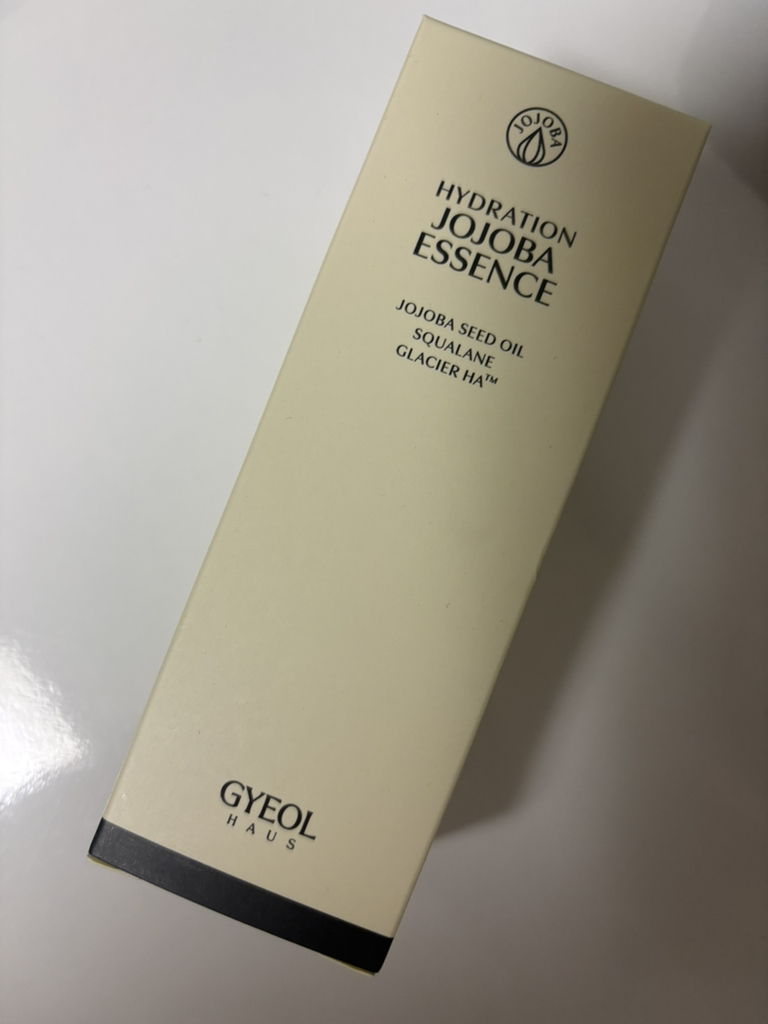 JOJOBA
HYDRATION
JOJOBA
ESSENCE
JOJOBA SEED OIL
SQUALANE
GLACIER HA™
GYEOL
HAUS